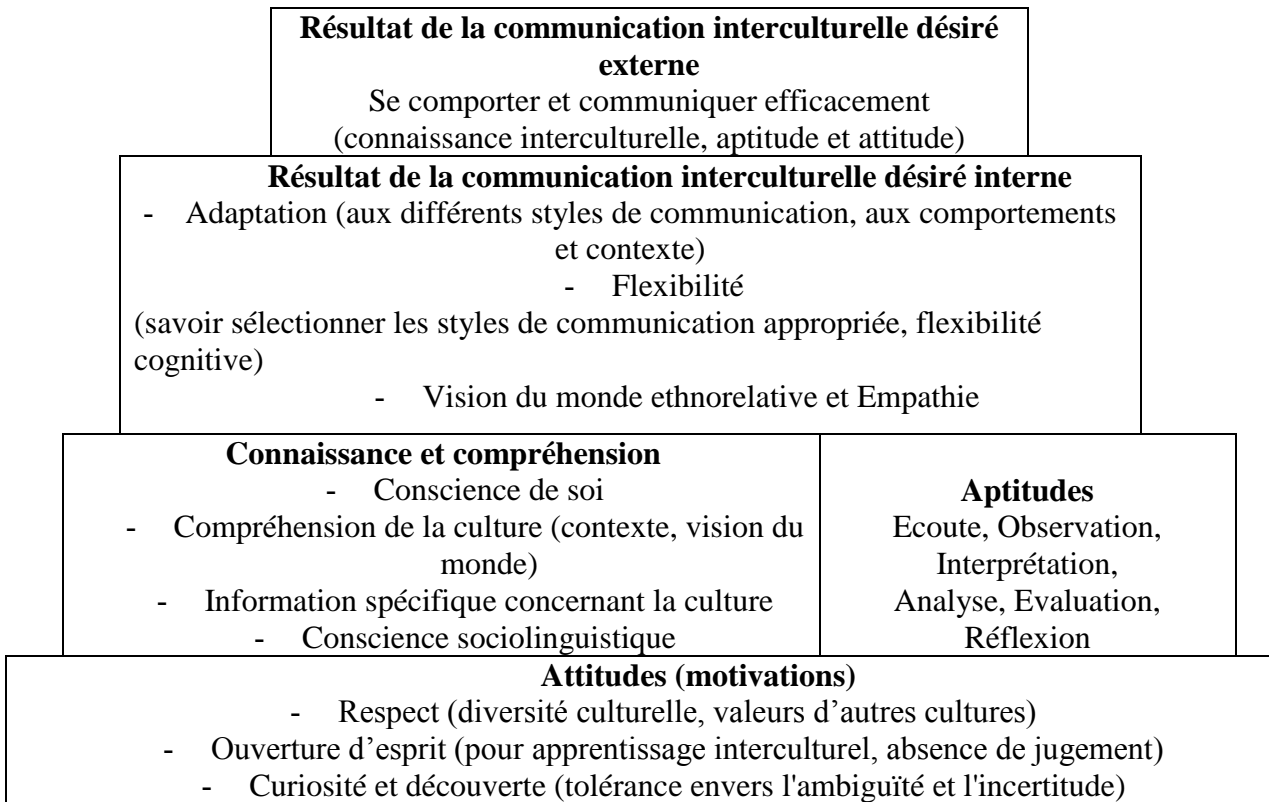 Résultat de la communication interculturelle désiré
externe
Se comporter et communiquer efficacement
(connaissance interculturelle, aptitude et attitude)
Résultat de la communication interculturelle désiré interne
- Adaptation (aux différents styles de communication, aux comportements
et contexte)
- Flexibilité
(savoir sélectionner les styles de communication appropriée, flexibilité
cognitive)
- Vision du monde ethnorelative et Empathie
Connaissance et compréhension
- Conscience de soi
- Compréhension de la culture (contexte, vision du
monde)
- Information spécifique concernant la culture
- Conscience sociolinguistique
Aptitudes
Ecoute, Observation,
Interprétation,
Analyse, Evaluation,
Réflexion
Attitudes (motivations)
- Respect (diversité culturelle, valeurs d’autres cultures)
- Ouverture d’esprit (pour apprentissage interculturel, absence de jugement)
- Curiosité et découverte (tolérance envers l'ambiguïté et l'incertitude)